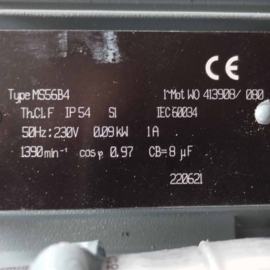 CE
Type MS56B4 1~Mot WO 413908/ 080
Th.Cl.F IP 54 S1 IEC 60034
50Hz: 230V 0.09 kW 1A
1390 min⁻¹ cos φ 0.97 CB=8 µF
220621